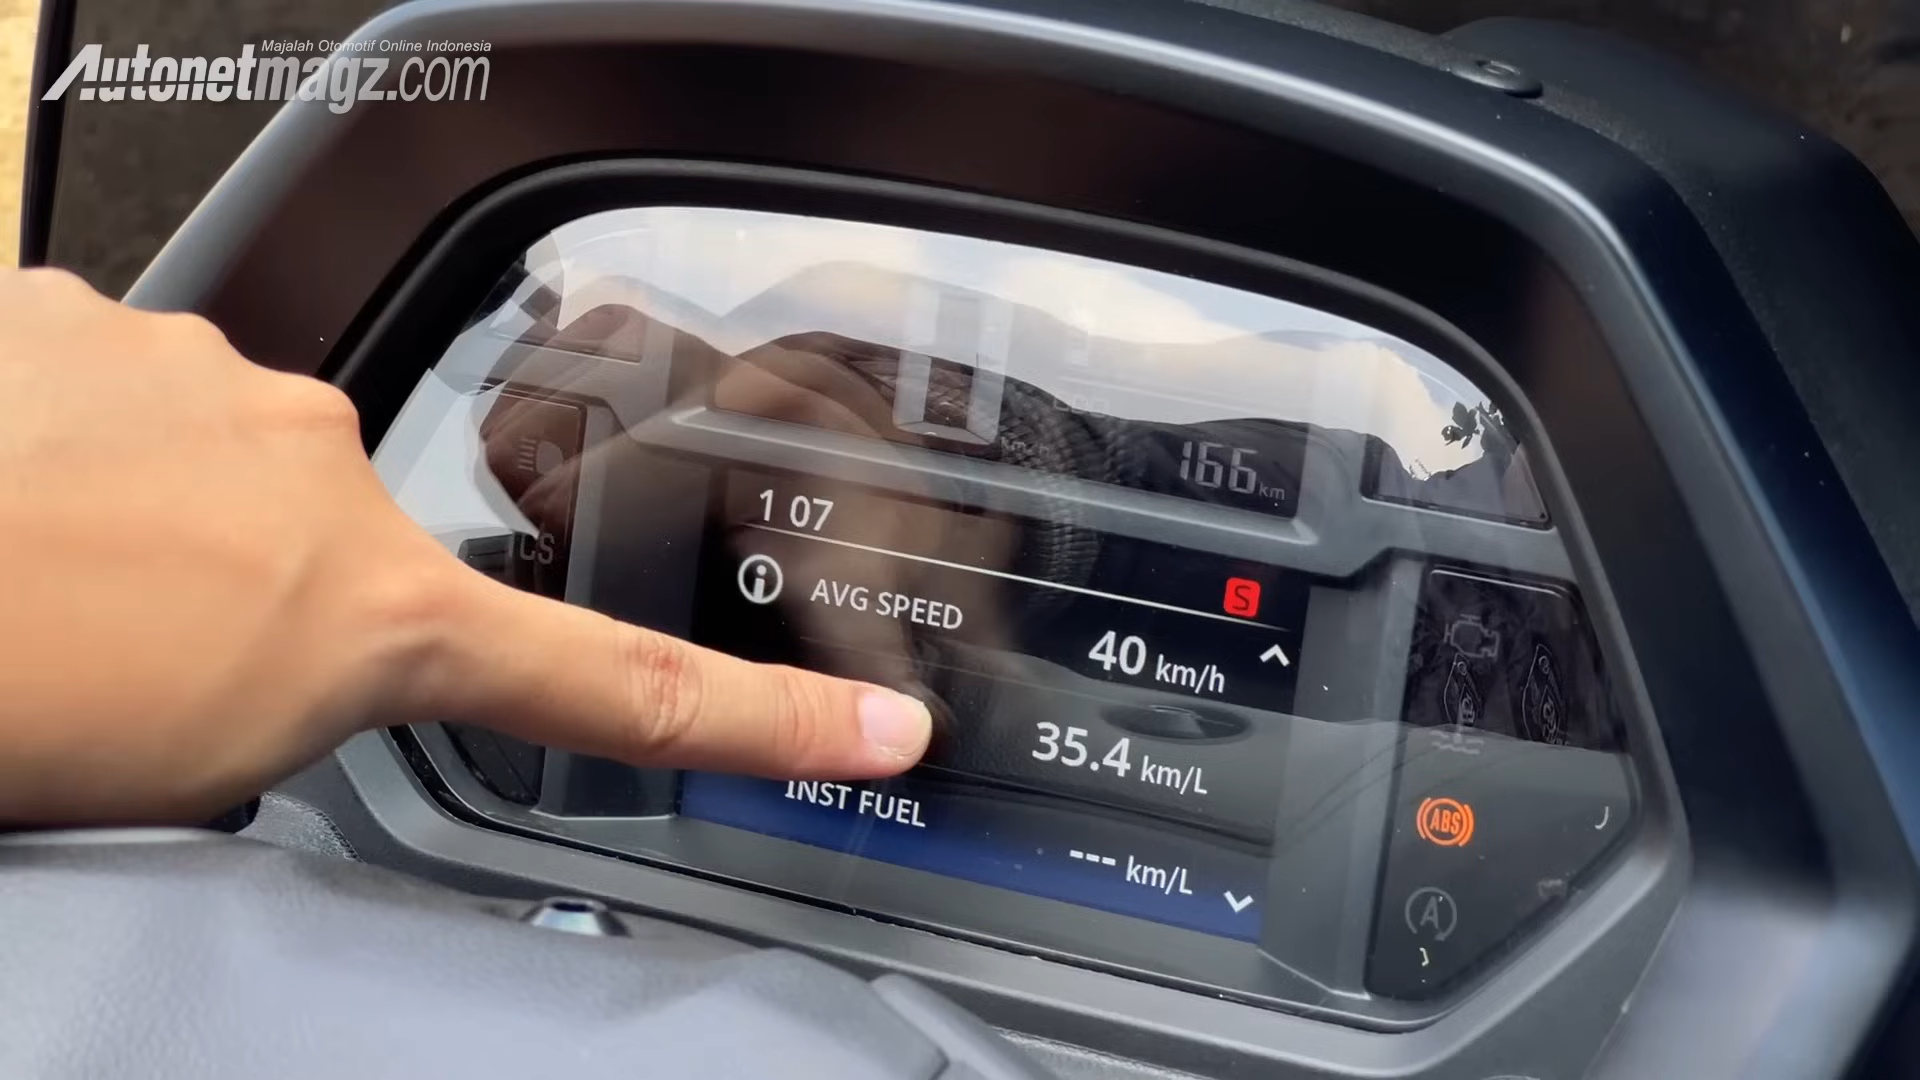 Majalah Otomotif Online Indonesia
Autonetmagz.com
166 km
1 07
AVG SPEED
S
40 km/h
35.4 km/L
INST FUEL
--- km/L
ABS
A